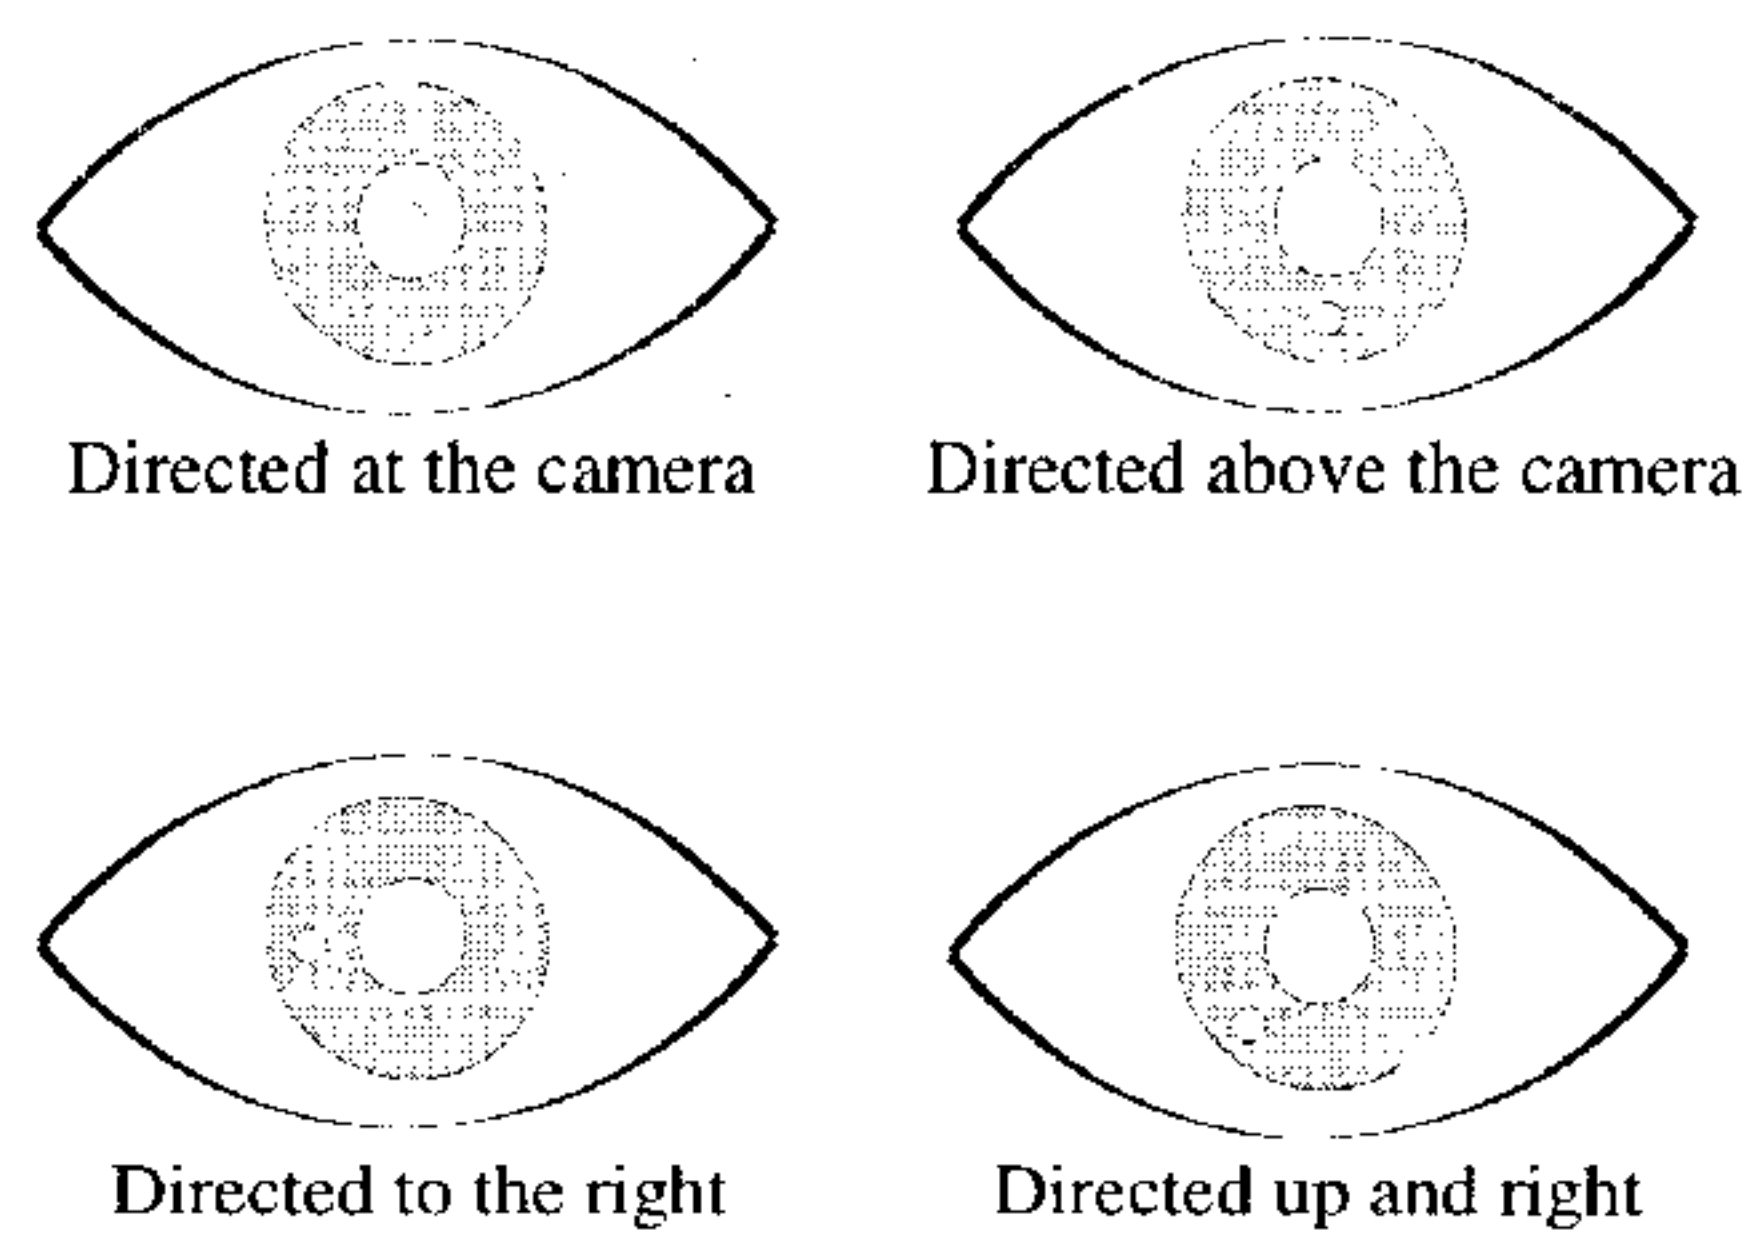 Directed at the camera
Directed above the camera
Directed to the right
Directed up and right